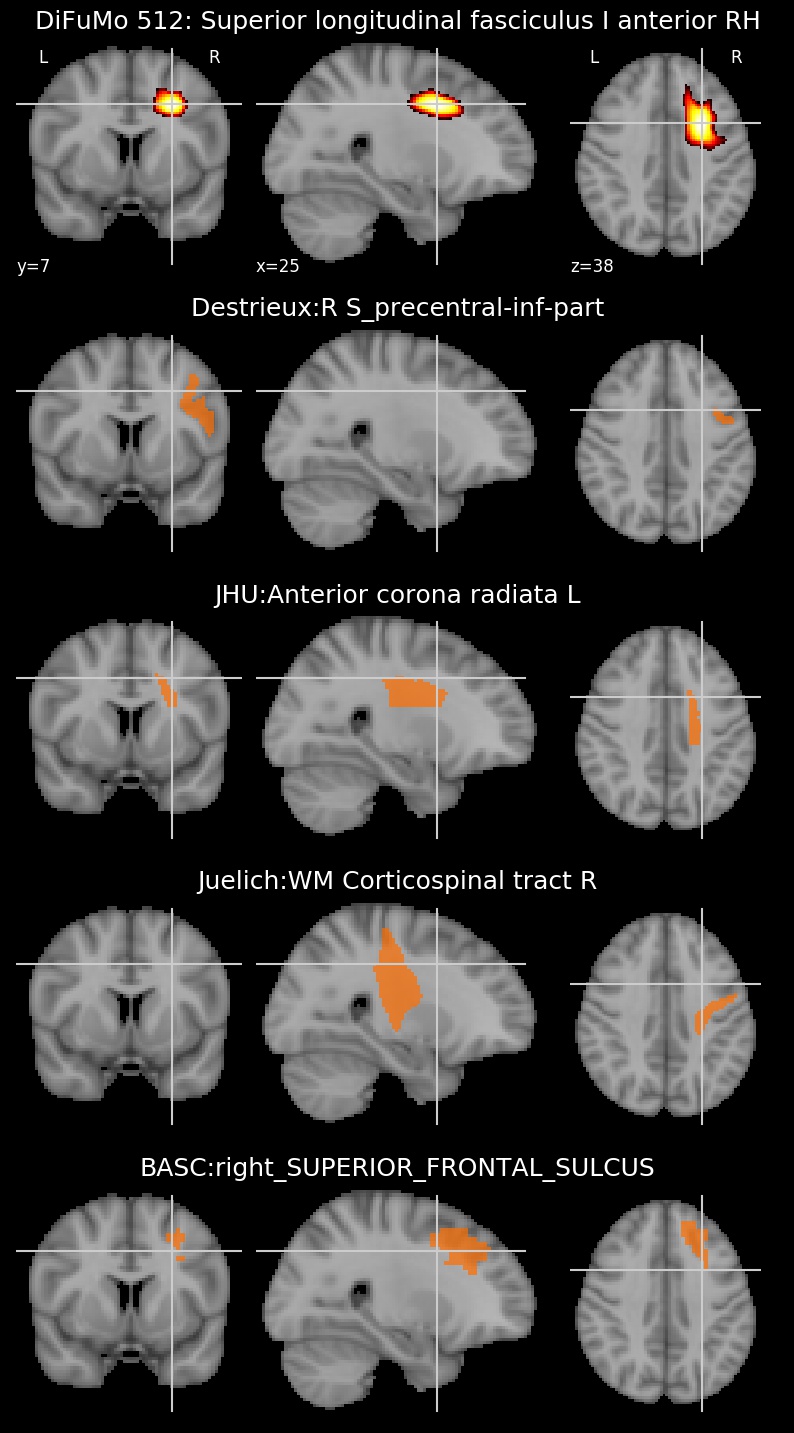 DiFuMo 512: Superior longitudinal fasciculus I anterior RH
L R L R
y=7 x=25 z=38
Destrieux:R S_precentral-inf-part
JHU:Anterior corona radiata L
Juelich:WM Corticospinal tract R
BASC:right_SUPERIOR_FRONTAL_SULCUS